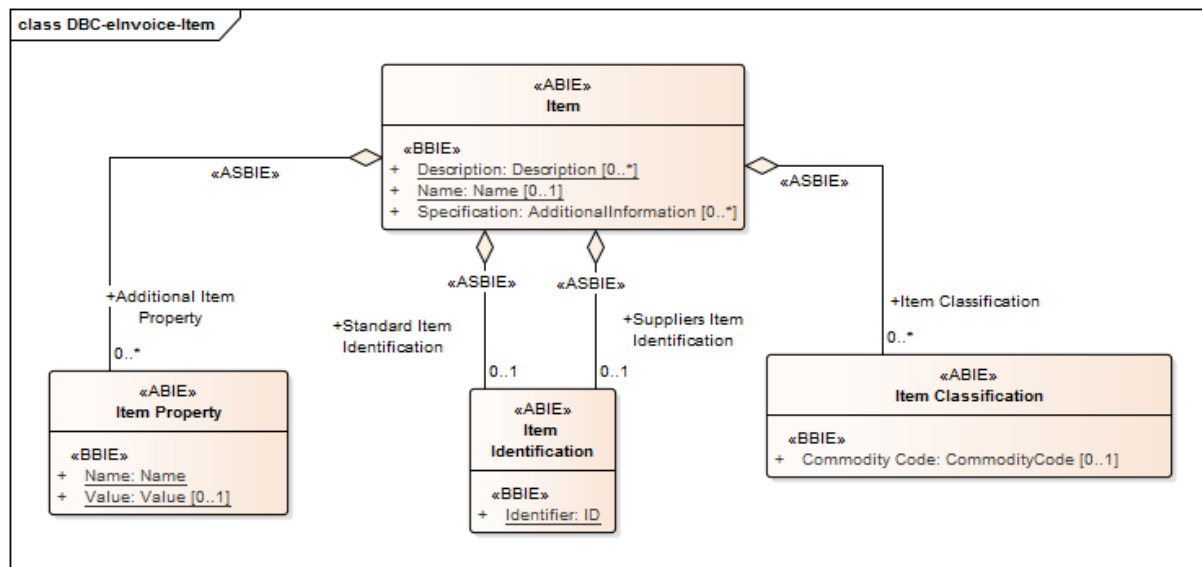 class DBC-eInvoice-Item
«ABIE»
Item
«BBIE»
+ Description: Description [0..*]
+ Name: Name [0..1]
+ Specification: AdditionalInformation [0..*]
«ASBIE»
«ASBIE»
«ASBIE»
«ASBIE»
+Additional Item
Property
0..*
+Standard Item
Identification
0..1
+Suppliers Item
Identification
0..1
+Item Classification
0..*
«ABIE»
Item Property
«BBIE»
+ Name: Name
+ Value: Value [0..1]
«ABIE»
Item
Identification
«BBIE»
+ Identifier: ID
«ABIE»
Item Classification
«BBIE»
+ Commodity Code: CommodityCode [0..1]